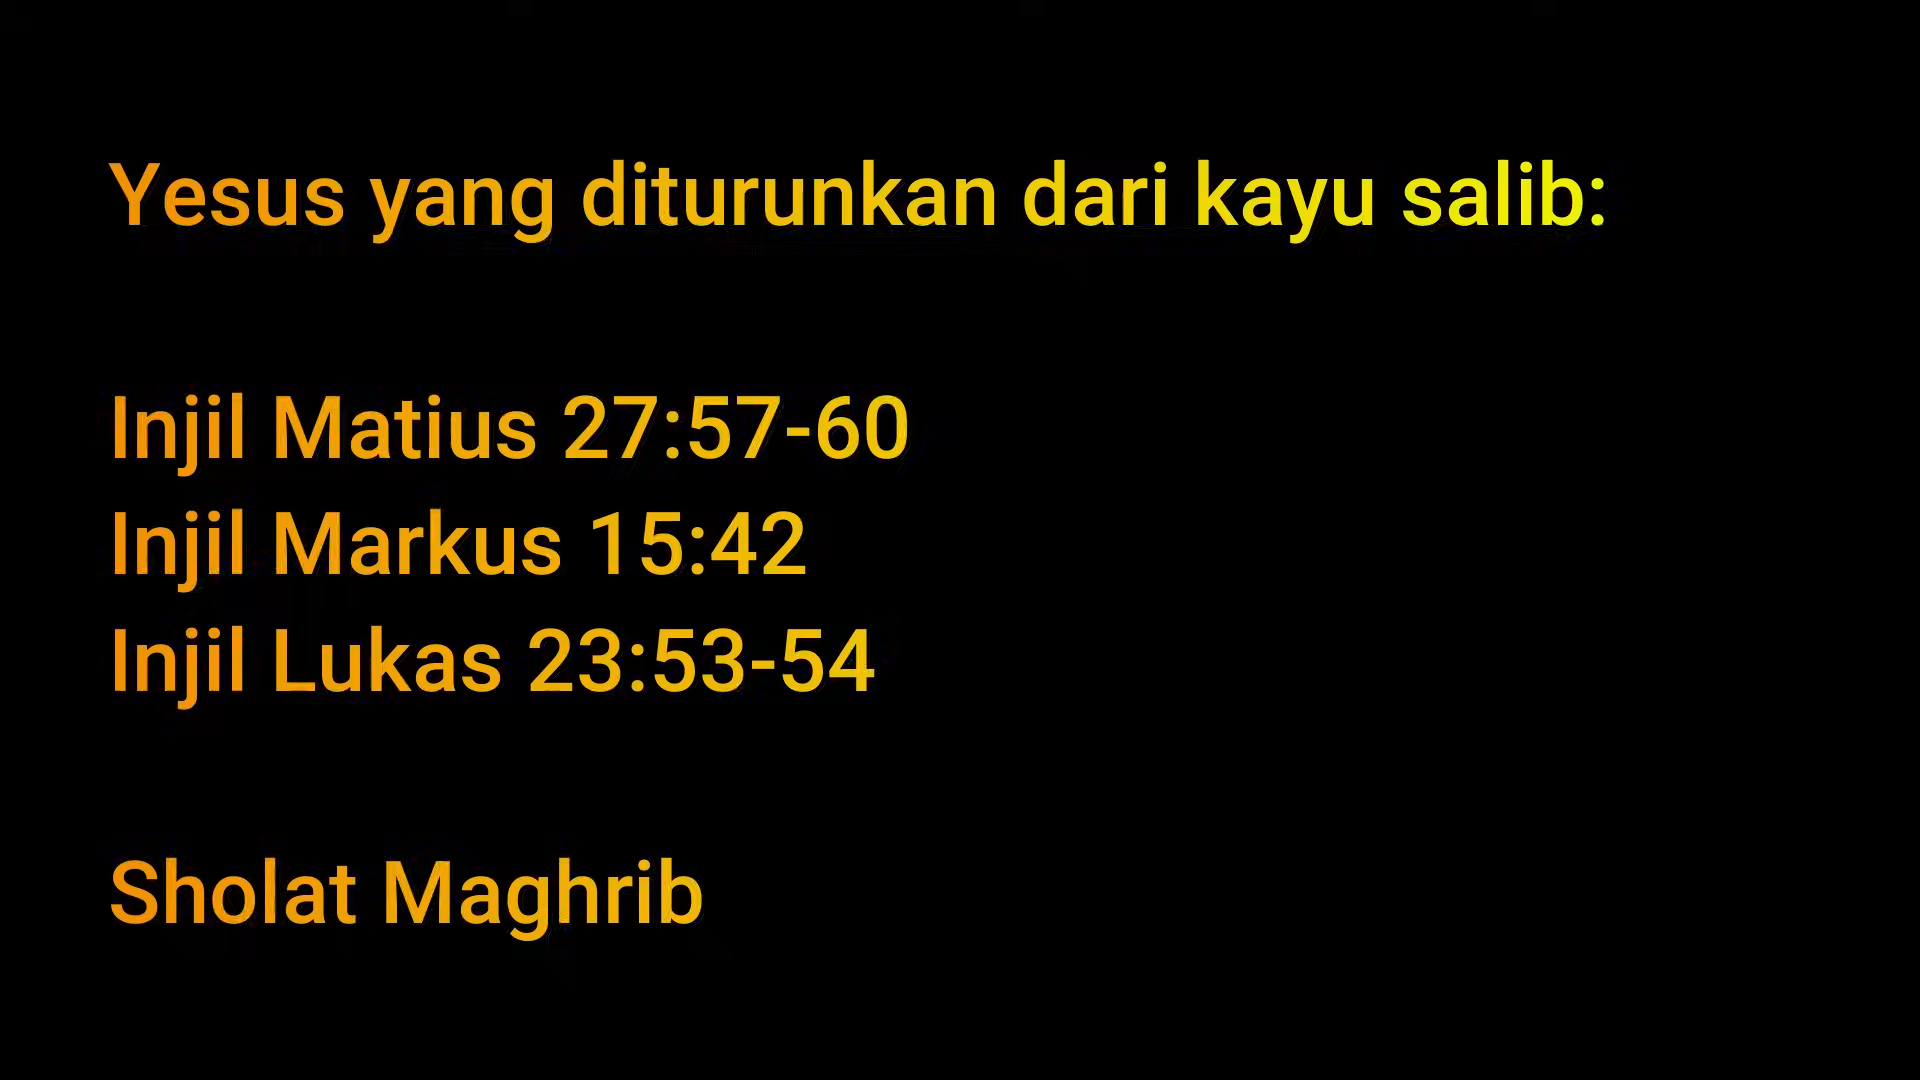 Yesus yang diturunkan dari kayu salib:
Injil Matius 27:57-60
Injil Markus 15:42
Injil Lukas 23:53-54
Sholat Maghrib